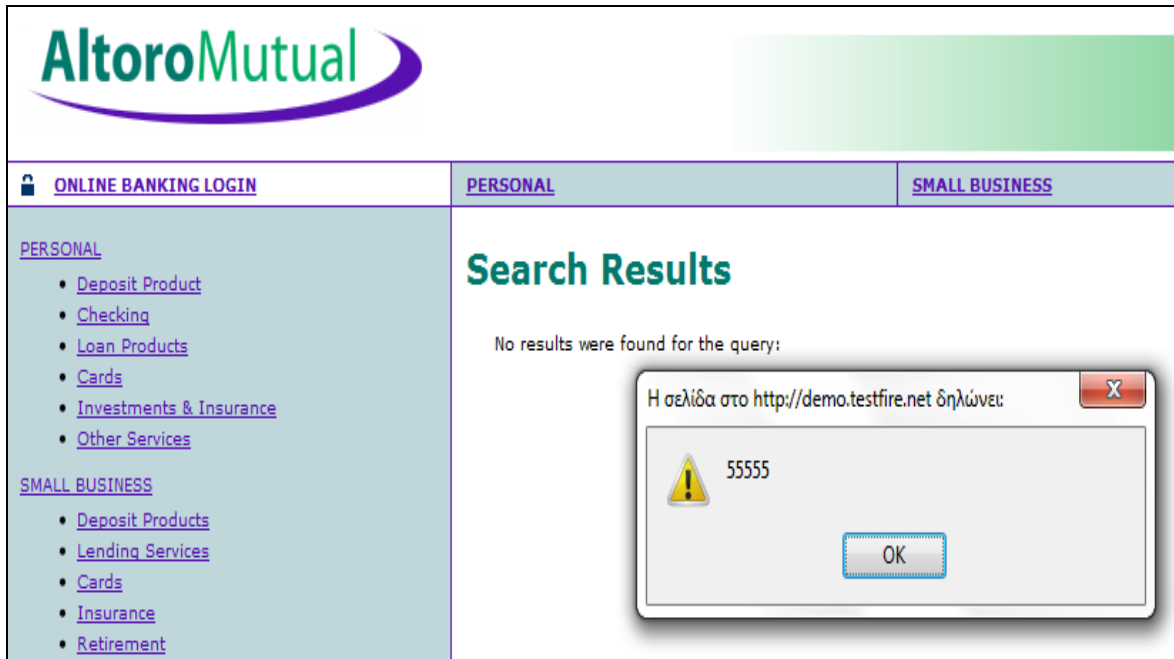 AltoroMutual
ONLINE BANKING LOGIN
PERSONAL
SMALL BUSINESS
PERSONAL
• Deposit Product
• Checking
• Loan Products
• Cards
• Investments & Insurance
• Other Services
SMALL BUSINESS
• Deposit Products
• Lending Services
• Cards
• Insurance
• Retirement
Search Results
No results were found for the query:
Η σελίδα στο http://demo.testfire.net δηλώνει:
X
55555
OK